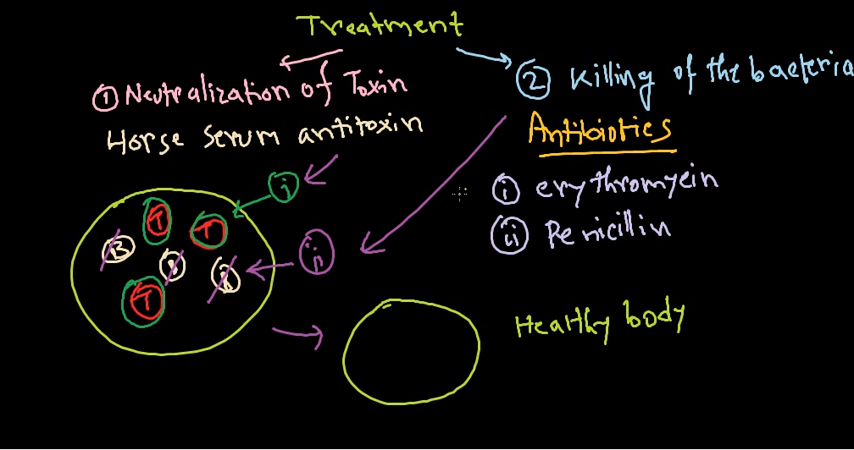 Treatment
① Neutralization of Toxin
Horse serum antitoxin
② Killing of the bacteria
Antibiotics
ⓘ erythromycin
ⓘⓘ Penicillin
i
ii
T
T
B
B
B
T
Healthy body